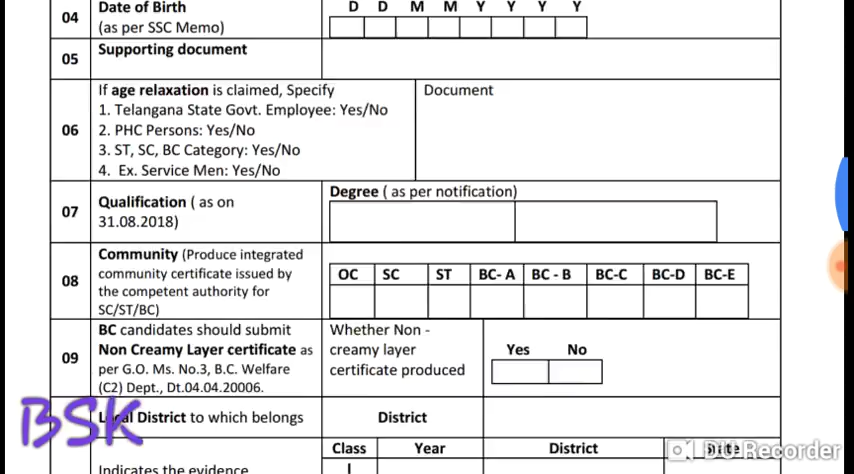 04 Date of Birth D D M M Y Y Y Y
(as per SSC Memo)
05 Supporting document
If age relaxation is claimed, Specify Document
1. Telangana State Govt. Employee: Yes/No
06 2. PHC Persons: Yes/No
3. ST, SC, BC Category: Yes/No
4. Ex. Service Men: Yes/No
07 Qualification ( as on 31.08.2018) Degree ( as per notification)
08 Community (Produce integrated
community certificate issued by
the competent authority for
SC/ST/BC)
OC SC ST BC- A BC - B BC-C BC-D BC-E
09 BC candidates should submit
Non Creamy Layer certificate as
per G.O. Ms. No.3, B.C. Welfare
(C2) Dept., Dt.04.04.20006.
Whether Non -
creamy layer
certificate produced
Yes No
BSK
Local District to which belongs District
Class Year District State
Indicates the evidence I
DU Recorder